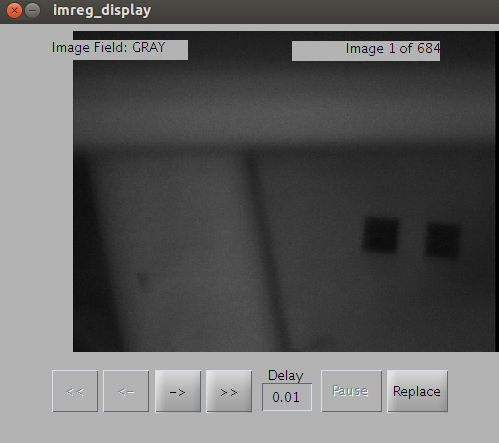 imreg_display
Image Field: GRAY
Image 1 of 684
<<
<-
->
>>
Delay
0.01
Pause
Replace